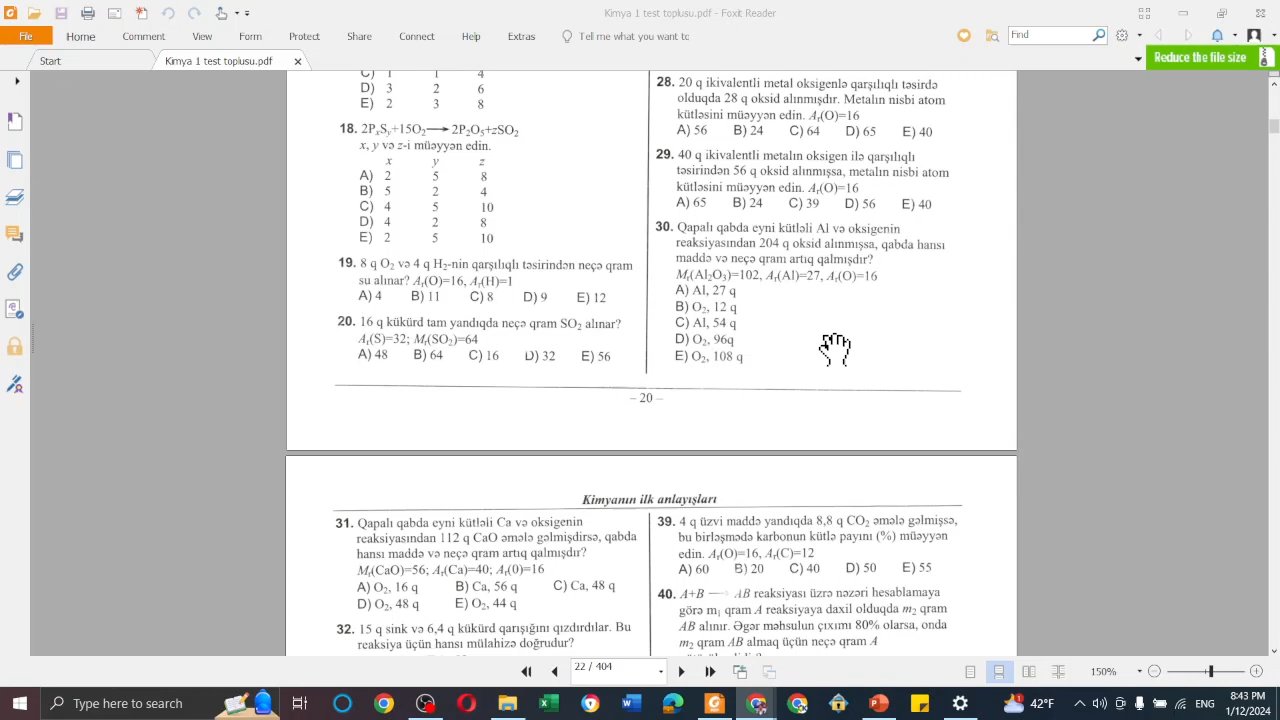 Kimya 1 test toplusu.pdf - Foxit Reader
File Home Comment View Form Protect Share Connect Help Extras Tell me what you want to Find
Start Kimya 1 test toplusu.pdf
Reduce the file size
C) 1 1 4
D) 3 2 6
E) 2 3 8
18. 2PₓSᵧ+15O₂⟶2P₂O₅+zSO₂
x, y və z-i müəyyən edin.
x y z
A) 2 5 8
B) 5 2 4
C) 4 5 10
D) 4 2 8
E) 2 5 10
19. 8 q O₂ və 4 q H₂-nin qarşılıqlı təsirindən neçə qram
su alınar? Aᵣ(O)=16, Aᵣ(H)=1
A) 4 B) 11 C) 8 D) 9 E) 12
20. 16 q kükürd tam yandıqda neçə qram SO₂ alınar?
Aᵣ(S)=32; Mᵣ(SO₂)=64
A) 48 B) 64 C) 16 D) 32 E) 56
28. 20 q ikivalentli metal oksigenlə qarşılıqlı təsirdə
olduqda 28 q oksid alınmışdır. Metalın nisbi atom
kütləsini müəyyən edin. Aᵣ(O)=16
A) 56 B) 24 C) 64 D) 65 E) 40
29. 40 q ikivalentli metalın oksigen ilə qarşılıqlı
təsirindən 56 q oksid alınmışsa, metalın nisbi atom
kütləsini müəyyən edin. Aᵣ(O)=16
A) 65 B) 24 C) 39 D) 56 E) 40
30. Qapalı qabda eyni kütləli Al və oksigenin
reaksiyasından 204 q oksid alınmışsa, qabda hansı
maddə və neçə qram artıq qalmışdır?
Mᵣ(Al₂O₃)=102, Aᵣ(Al)=27, Aᵣ(O)=16
A) Al, 27 q
B) O₂, 12 q
C) Al, 54 q
D) O₂, 96q
E) O₂, 108 q
– 20 –
Kimyanın ilk anlayışları
31. Qapalı qabda eyni kütləli Ca və oksigenin
reaksiyasından 112 q CaO əmələ gəlmişdirsə, qabda
hansı maddə və neçə qram artıq qalmışdır?
Mᵣ(CaO)=56; Aᵣ(Ca)=40; Aᵣ(0)=16
A) O₂, 16 q B) Ca, 56 q C) Ca, 48 q
D) O₂, 48 q E) O₂, 44 q
32. 15 q sink və 6,4 q kükürd qarışığını qızdırdılar. Bu
reaksiya üçün hansı mülahizə doğrudur?
39. 4 q üzvi maddə yandıqda 8,8 q CO₂ əmələ gəlmişsə,
bu birləşmədə karbonun kütlə payını (%) müəyyən
edin. Aᵣ(O)=16, Aᵣ(C)=12
A) 60 B) 20 C) 40 D) 50 E) 55
40. A+B ⟶ AB reaksiyası üzrə nəzəri hesablamaya
görə m₁ qram A reaksiyaya daxil olduqda m₂ qram
AB alınır. Əgər məhsulun çıxımı 80% olarsa, onda
m₂ qram AB almaq üçün neçə qram A
22 / 404
150%
Type here to search
42°F
ENG
8:43 PM
1/12/2024